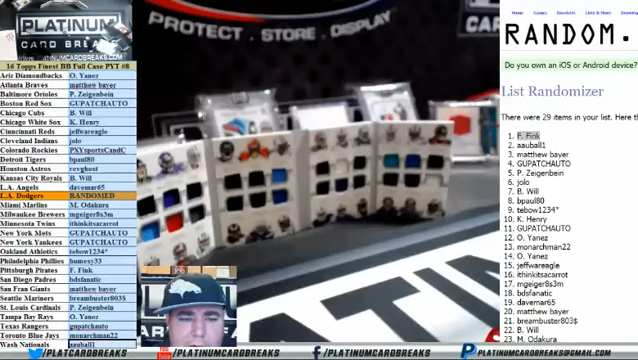 PLATINUM
CARD BREAKS
PLATINUMCARDBREAKS.COM
16 Topps Finest BB Full Case PYT #8
Ariz Diamondbacks O. Yanez
Atlanta Braves matthew bayer
Baltimore Orioles P. Zeigenbein
Boston Red Sox GUPATCHAUTO
Chicago Cubs B. Will
Chicago White Sox K. Henry
Cincinnati Reds jeffwreagle
Cleveland Indians jolo
Colorado Rockies PXYsportsCandC
Detroit Tigers bpaul80
Houston Astros revghost
Kansas City Royals B. Will
L.A. Angels davemar65
L.A. Dodgers RANDOMED
Miami Marlins M. Odakura
Milwaukee Brewers mgeiger8s3m
Minnesota Twins ithinkitsacarrot
New York Mets GUPATCHAUTO
New York Yankees GUPATCHAUTO
Oakland Athletics tebow1234*
Philadelphia Phillies humesy33
Pittsburgh Pirates F. Fink
San Diego Padres bdsfanatic
San Fran Giants matthew bayer
Seattle Mariners breambuster803$
St. Louis Cardinals P. Zeigenbein
Tampa Bay Rays O. Yanez
Texas Rangers gupatchauto
Toronto Blue Jays monarchman22
Wash Nationals aauball1
PROTECT . STORE . DISPLAY
RANDOM.
Do you own an iOS or Android device?
List Randomizer
There were 29 items in your list. Here th
1. F. Fink
2. aauball1
3. matthew bayer
4. GUPATCHAUTO
5. P. Zeigenbein
6. jolo
7. B. Will
8. bpaul80
9. tebow1234*
10. K. Henry
11. GUPATCHAUTO
12. O. Yanez
13. monarchman22
14. O. Yanez
15. jeffwreagle
16. ithinkitsacarrot
17. mgeiger8s3m
18. bdsfanatic
19. davemar65
20. matthew bayer
21. breambuster803$
22. B. Will
23. M. Odakura
/PLATCARDBREAKS
/PLATINUMCARDBREAKS
/PLATINUMCARDBREAKS
PLATINUMCARDBREAKS@GMAIL.COM